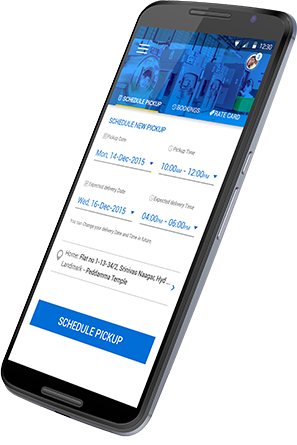 12:30
SCHEDULE PICKUP BOOKINGS RATE CARD
SCHEDULE NEW PICKUP
Pickup Date Pickup Time
Mon, 14-Dec-2015 10:00AM - 12:00PM
Expected Delivery Date Expected Delivery Time
Wed, 16-Dec-2015 04:00PM - 06:00PM
You can Change your delivery Date and Time in future.
Home: Flat no 1-13-34/2, Srinivas Naagar, Hyd ...
Landmark - Peddamma Temple
SCHEDULE PICKUP